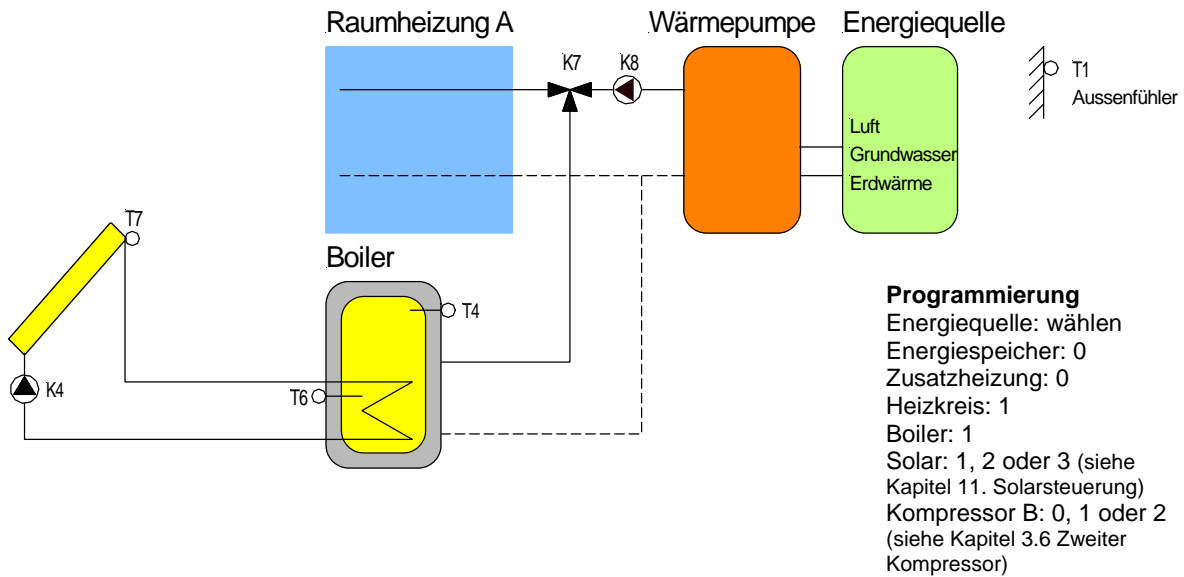 Raumheizung A
Wärmepumpe
Energiequelle
K7
K8
T1
Aussenfühler
Luft
Grundwasser
Erdwärme
T7
Boiler
T4
K4
T6
Programmierung
Energiequelle: wählen
Energiespeicher: 0
Zusatzheizung: 0
Heizkreis: 1
Boiler: 1
Solar: 1, 2 oder 3 (siehe
Kapitel 11. Solarsteuerung)
Kompressor B: 0, 1 oder 2
(siehe Kapitel 3.6 Zweiter
Kompressor)